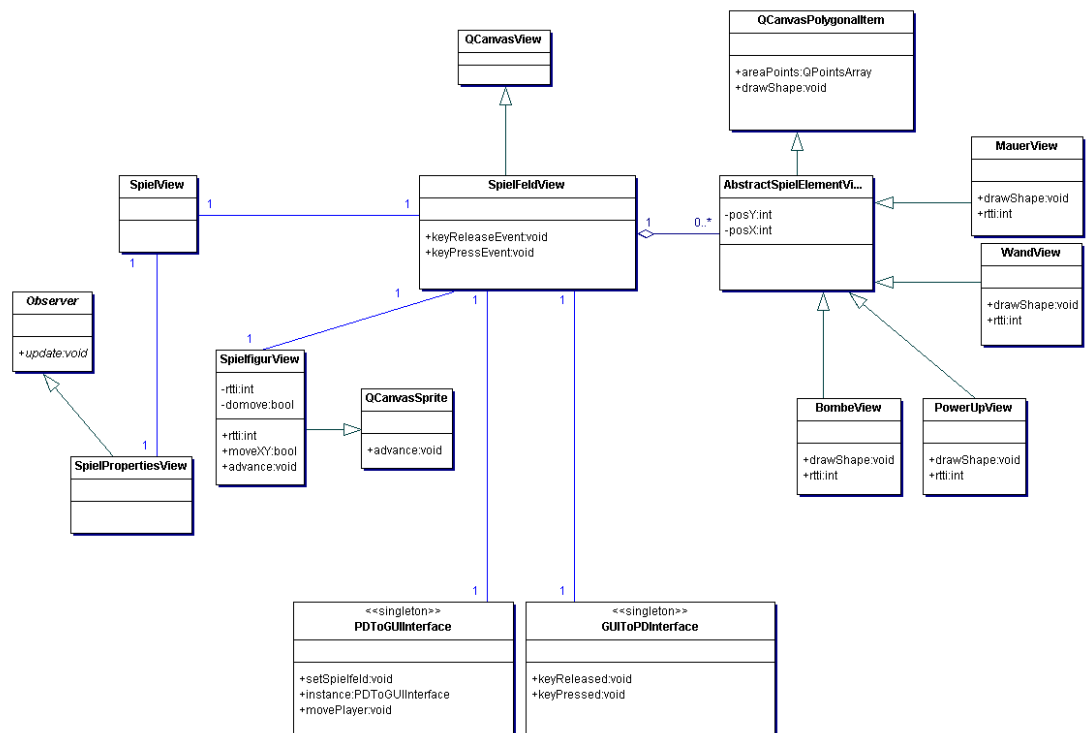 QCanvasPolygonalItem
+areaPoints:QPointsArray
+drawShape:void
QCanvasView
MauerView
+drawShape:void
+rtti:int
SpielView
SpielFeldView
+keyReleaseEvent:void
+keyPressEvent:void
AbstractSpielElementVi...
-posY:int
-posX:int
1
1
1
0..*
WandView
+drawShape:void
+rtti:int
1
1
1
1
1
Observer
+update:void
SpielfigurView
-rtti:int
-domove:bool
+rtti:int
+moveXY:bool
+advance:void
QCanvasSprite
+advance:void
BombeView
+drawShape:void
+rtti:int
PowerUpView
+drawShape:void
+rtti:int
1
SpielPropertiesView
1
1
<<singleton>>
PDToGUIInterface
+setSpielfeld:void
+instance:PDToGUIInterface
+movePlayer:void
<<singleton>>
GUIToPDInterface
+keyReleased:void
+keyPressed:void